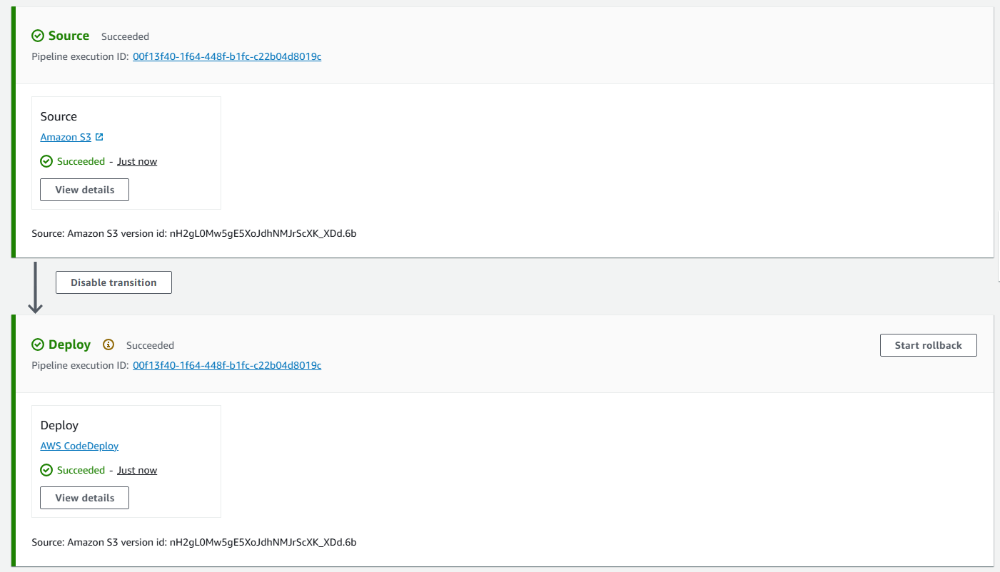 Source Succeeded
Pipeline execution ID: 00f13f40-1f64-448f-b1fc-c22b04d8019c
Source
Amazon S3
Succeeded - Just now
View details
Source: Amazon S3 version id: nH2gL0Mw5gE5XoJdhNMJrScXK_XDd.6b
Disable transition
Deploy Succeeded
Start rollback
Pipeline execution ID: 00f13f40-1f64-448f-b1fc-c22b04d8019c
Deploy
AWS CodeDeploy
Succeeded - Just now
View details
Source: Amazon S3 version id: nH2gL0Mw5gE5XoJdhNMJrScXK_XDd.6b